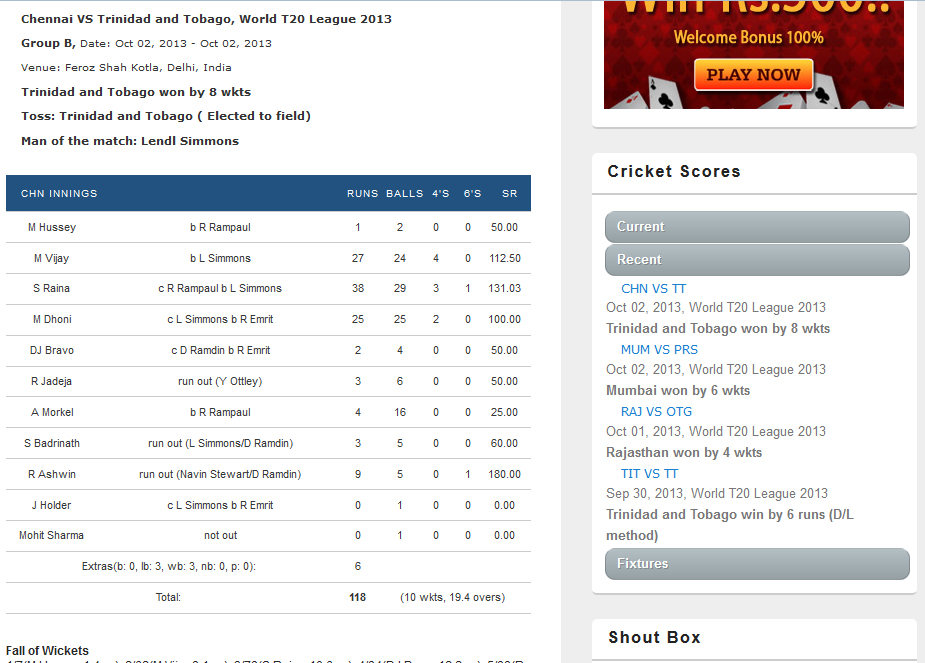 Chennai VS Trinidad and Tobago, World T20 League 2013
Group B, Date: Oct 02, 2013 - Oct 02, 2013
Venue: Feroz Shah Kotla, Delhi, India
Trinidad and Tobago won by 8 wkts
Toss: Trinidad and Tobago ( Elected to field)
Man of the match: Lendl Simmons
CHN INNINGS RUNS BALLS 4'S 6'S SR
M Hussey b R Rampaul 1 2 0 0 50.00
M Vijay b L Simmons 27 24 4 0 112.50
S Raina c R Rampaul b L Simmons 38 29 3 1 131.03
M Dhoni c L Simmons b R Emrit 25 25 2 0 100.00
DJ Bravo c D Ramdin b R Emrit 2 4 0 0 50.00
R Jadeja run out (Y Ottley) 3 6 0 0 50.00
A Morkel b R Rampaul 4 16 0 0 25.00
S Badrinath run out (L Simmons/D Ramdin) 3 5 0 0 60.00
R Ashwin run out (Navin Stewart/D Ramdin) 9 5 0 1 180.00
J Holder c L Simmons b R Emrit 0 1 0 0 0.00
Mohit Sharma not out 0 1 0 0 0.00
Extras(b: 0, lb: 3, wb: 3, nb: 0, p: 0): 6
Total: 118 (10 wkts, 19.4 overs)
Fall of Wickets
Welcome Bonus 100%
PLAY NOW
Cricket Scores
Current
Recent
CHN VS TT
Oct 02, 2013, World T20 League 2013
Trinidad and Tobago won by 8 wkts
MUM VS PRS
Oct 02, 2013, World T20 League 2013
Mumbai won by 6 wkts
RAJ VS OTG
Oct 01, 2013, World T20 League 2013
Rajasthan won by 4 wkts
TIT VS TT
Sep 30, 2013, World T20 League 2013
Trinidad and Tobago win by 6 runs (D/L
method)
Fixtures
Shout Box